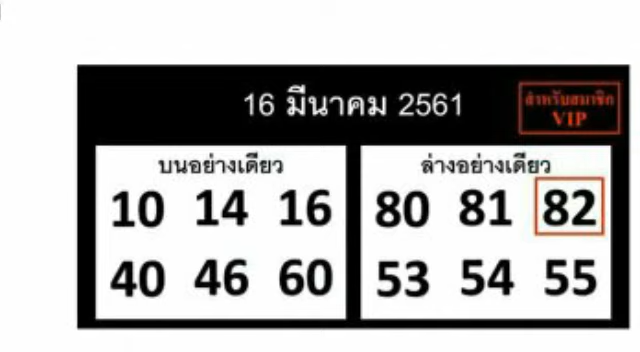 16 มีนาคม 2561
สำหรับสมาชิก
VIP
บนอย่างเดียว
10 14 16
40 46 60
ล่างอย่างเดียว
80 81 82
53 54 55